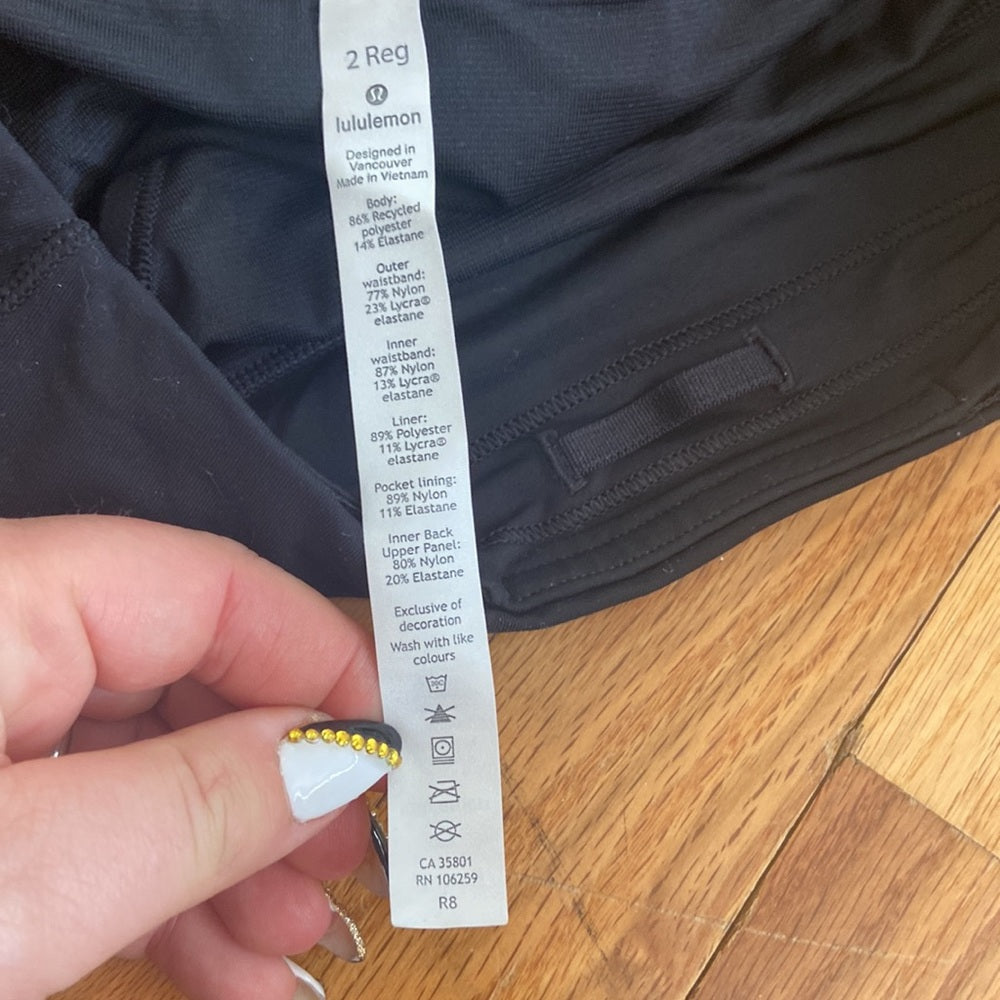 2 Reg
lululemon
Designed in
Vancouver
Made in Vietnam
Body:
86% Recycled
polyester
14% Elastane
Outer
waistband:
77% Nylon
23% Lycra®
elastane
Inner
waistband:
87% Nylon
13% Lycra®
elastane
Liner:
89% Polyester
11% Lycra®
elastane
Pocket lining:
89% Nylon
11% Elastane
Inner Back
Upper Panel:
80% Nylon
20% Elastane
Exclusive of
decoration
Wash with like
colours
30C
CA 35801
RN 106259
R8